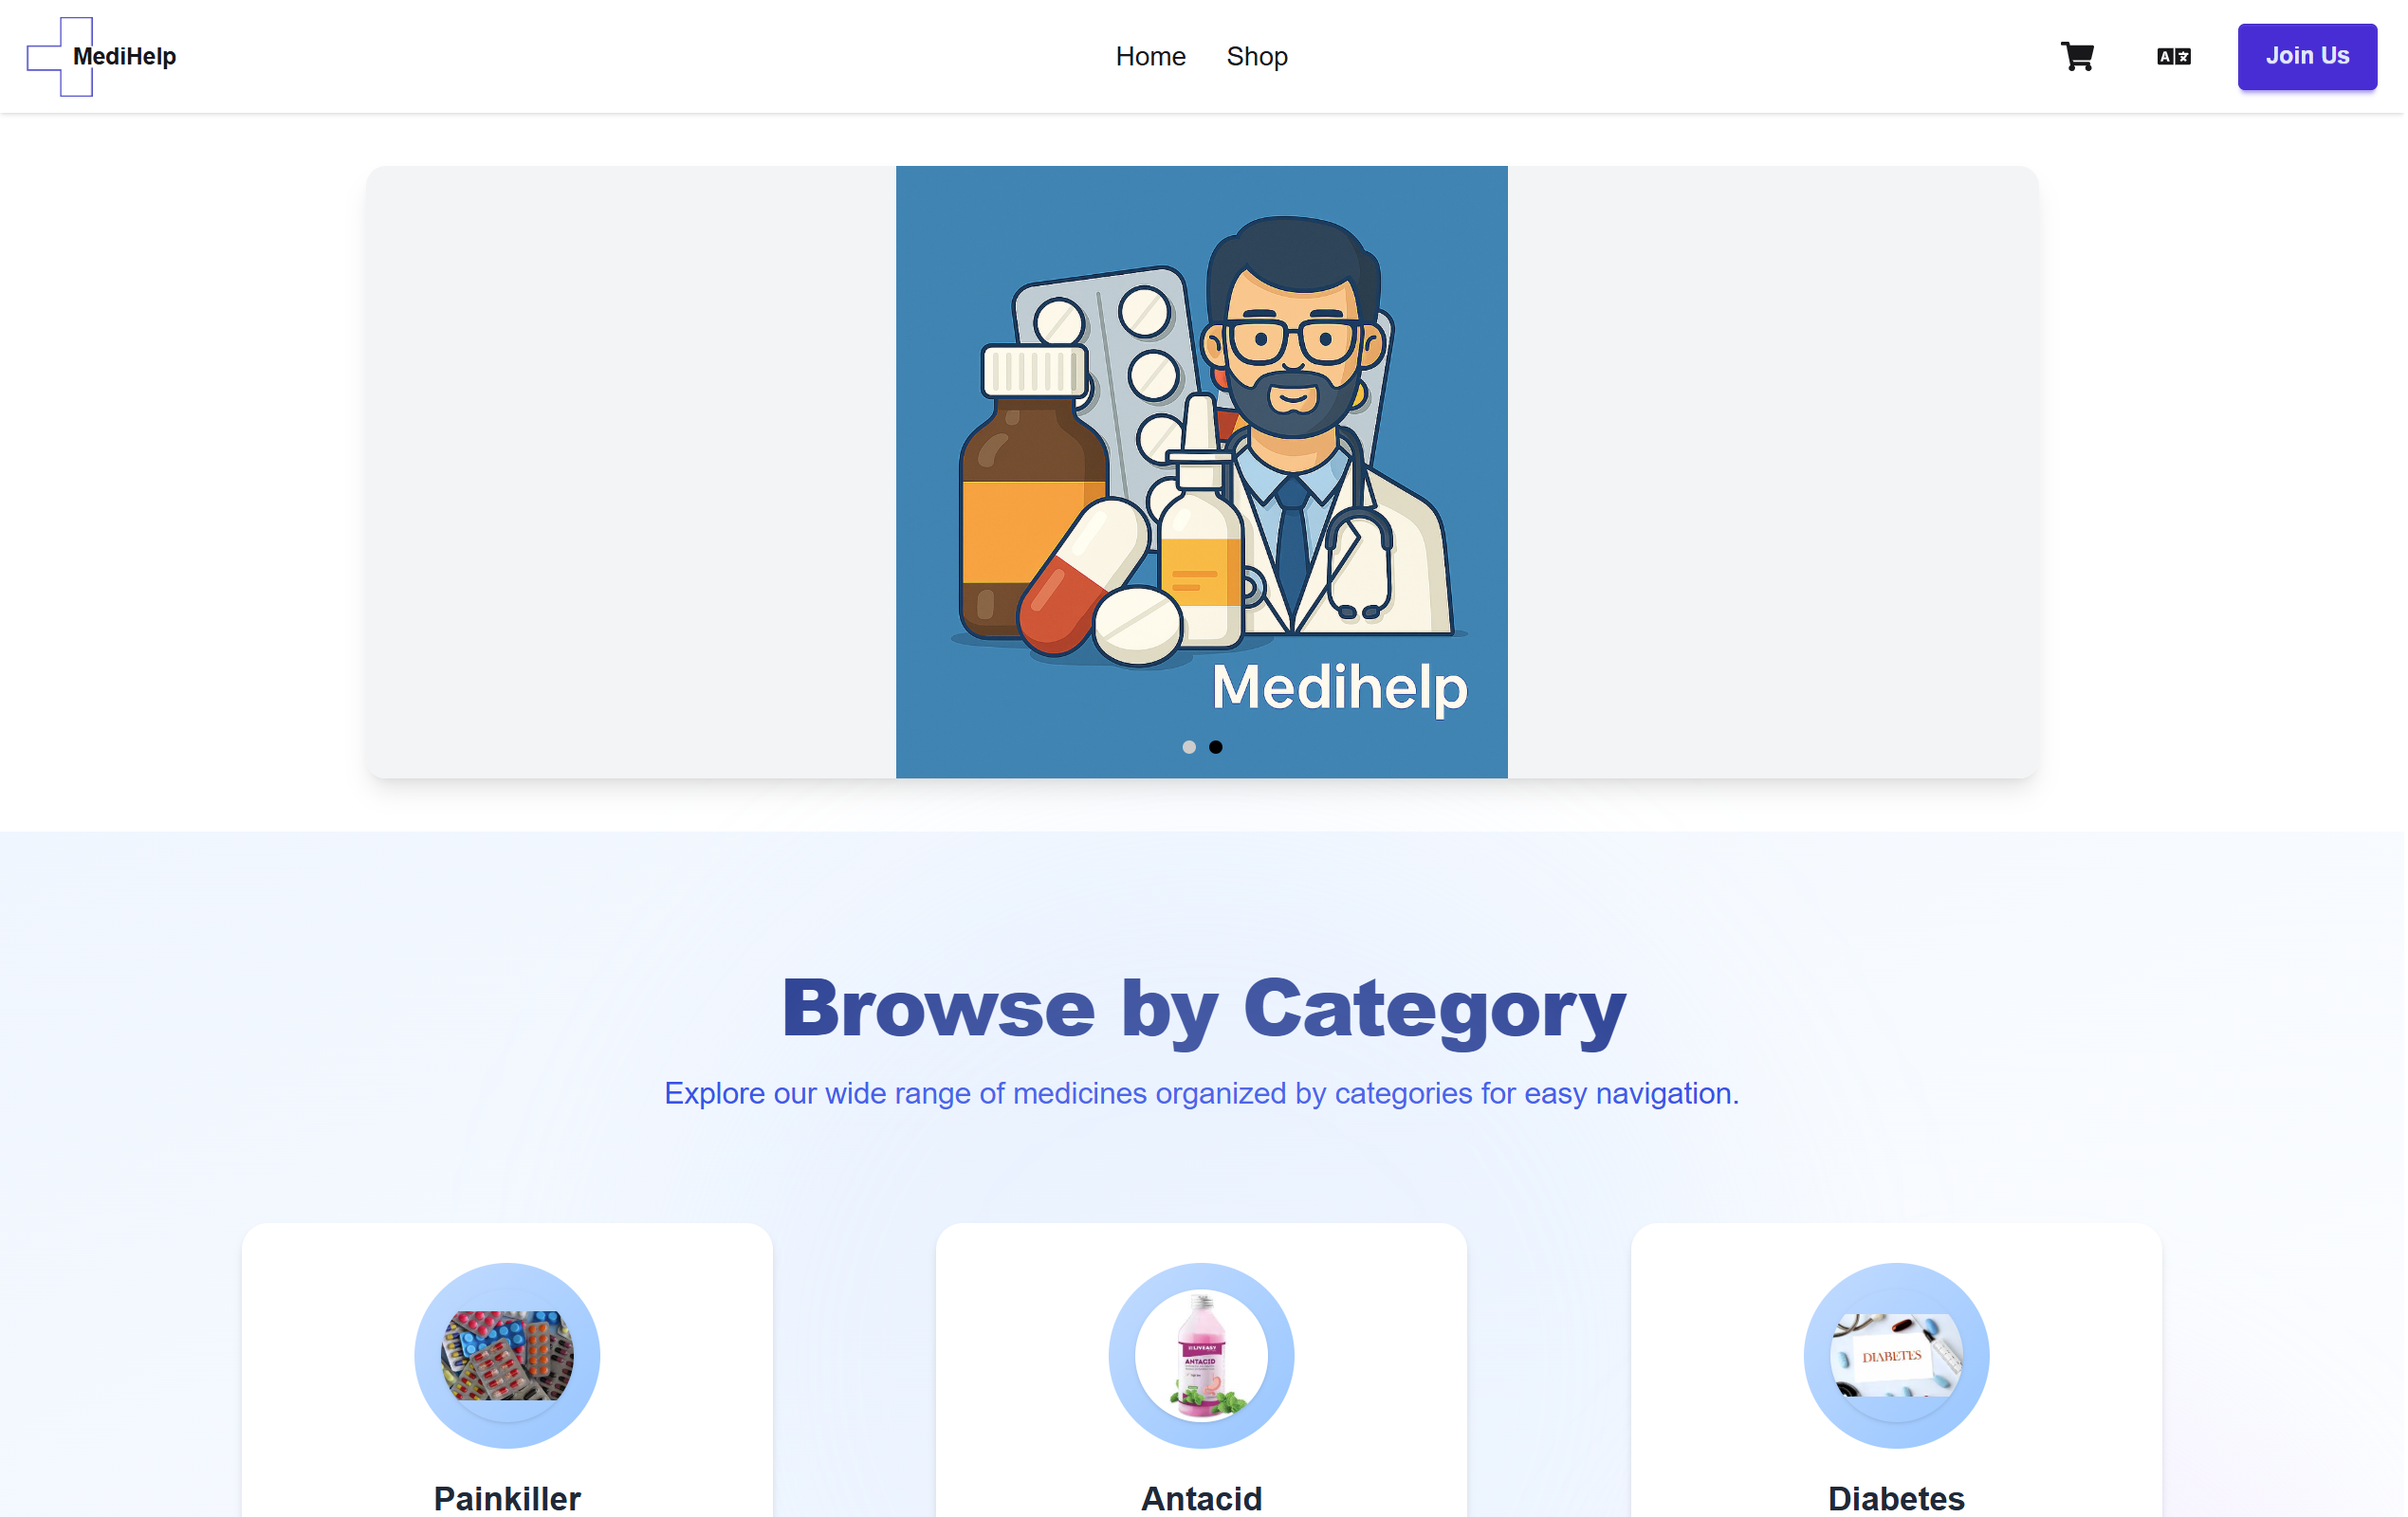 MediHelp
Home
Shop
A
Join Us
Medihelp
Browse by Category
Explore our wide range of medicines organized by categories for easy navigation.
LIVEASY
ANTACID
DIABETES
Painkiller
Antacid
Diabetes